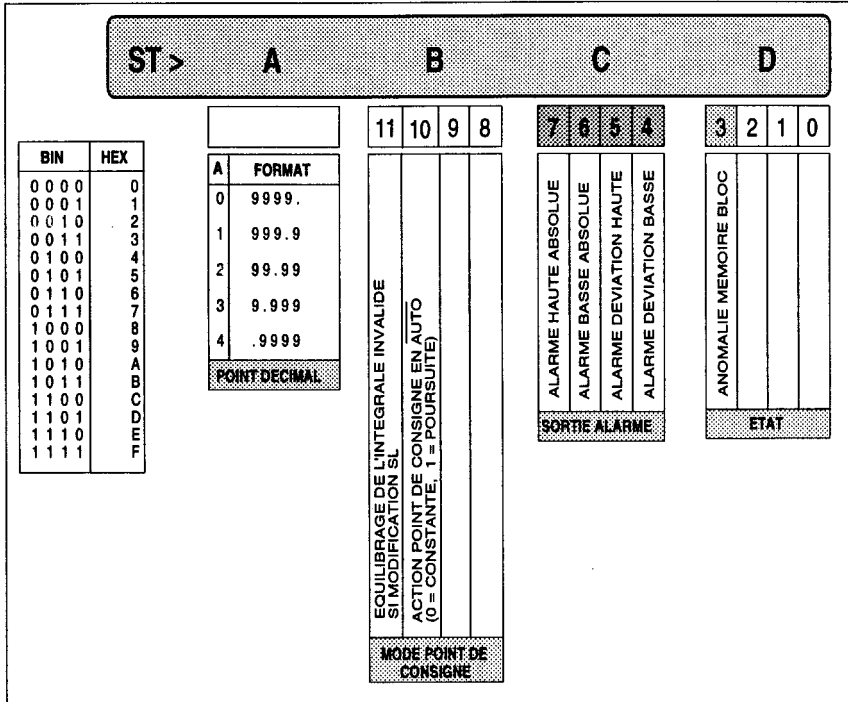 ST > A B C D
11 10 9 8
7 6 5 4
3 2 1 0
BIN HEX
0 0 0 0 0
0 0 0 1 1
0 0 1 0 2
0 0 1 1 3
0 1 0 0 4
0 1 0 1 5
0 1 1 0 6
0 1 1 1 7
1 0 0 0 8
1 0 0 1 9
1 0 1 0 A
1 0 1 1 B
1 1 0 0 C
1 1 0 1 D
1 1 1 0 E
1 1 1 1 F
A FORMAT
0 9999.
1 999.9
2 99.99
3 9.999
4 .9999
POINT DECIMAL
EQUILIBRAGE DE L'INTEGRALE INVALIDE
SI MODIFICATION SL
ACTION POINT DE CONSIGNE EN AUTO
(0 = CONSTANTE, 1 = POURSUITE)
MODE POINT DE
CONSIGNE
ALARME HAUTE ABSOLUE
ALARME BASSE ABSOLUE
ALARME DEVIATION HAUTE
ALARME DEVIATION BASSE
SORTIE ALARME
ANOMALIE MEMOIRE BLOC
ETAT